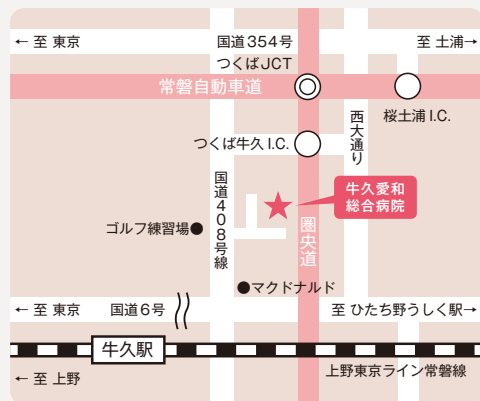 ← 至 東京
国道354号
至 土浦→
つくばJCT
常磐自動車道
桜土浦 I.C.
つくば牛久 I.C.
西大通り
国道408号線
牛久愛和
総合病院
ゴルフ練習場
圏央道
マクドナルド
← 至 東京
国道6号
至 ひたち野うしく駅→
牛久駅
上野東京ライン常磐線
← 至 上野